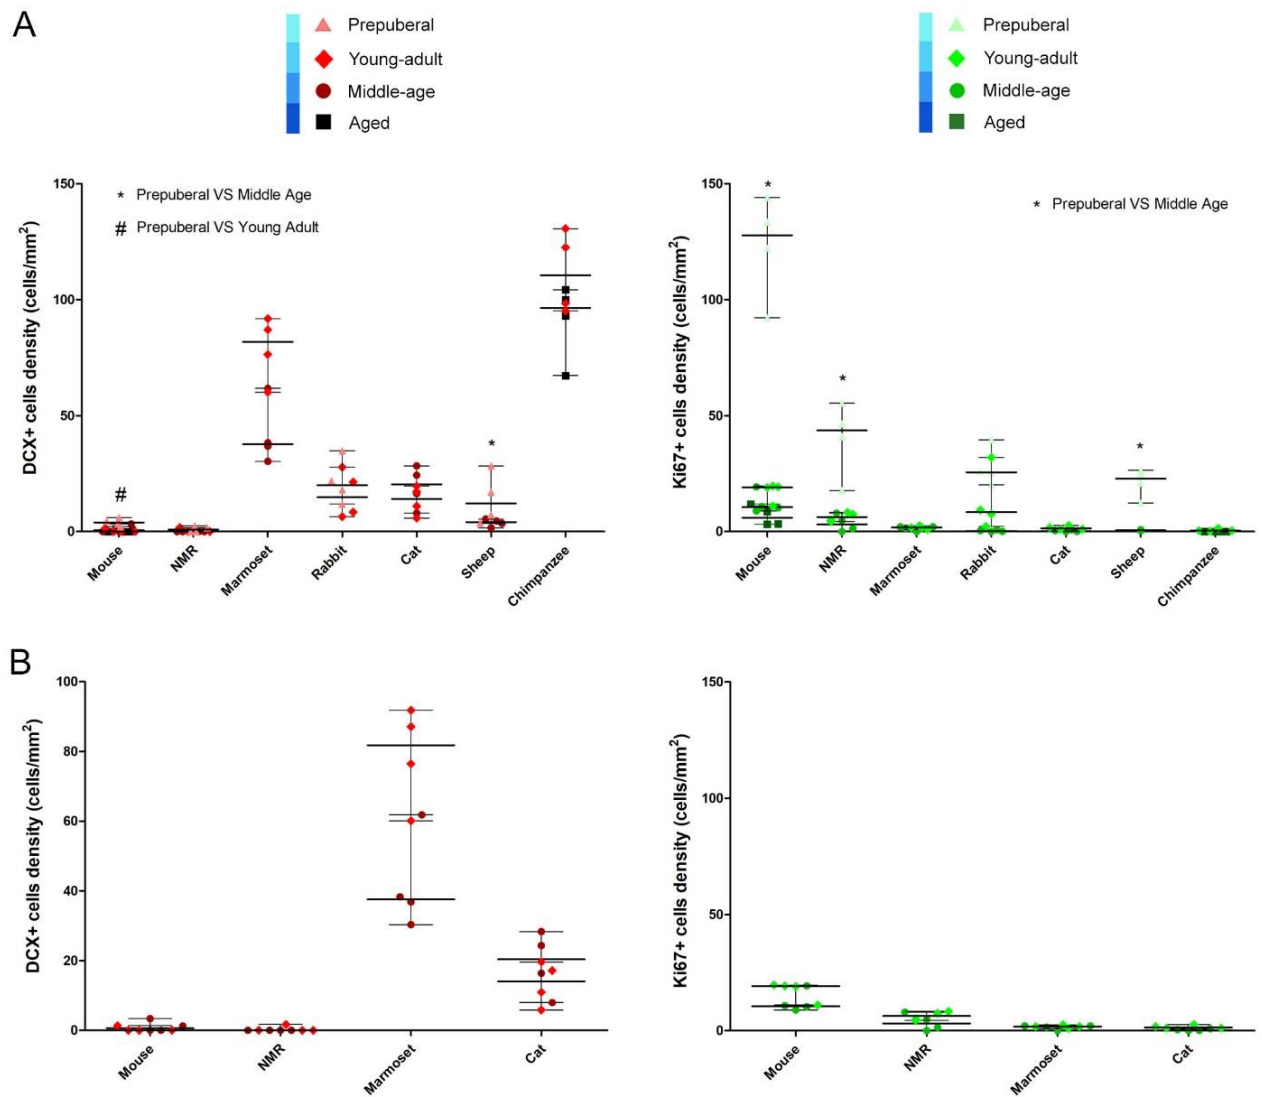 A
Prepuberal
Young-adult
Middle-age
Aged
Prepuberal
Young-adult
Middle-age
Aged
DCX+ cells density (cells/mm²)
150
100
50
0
* Prepuberal VS Middle Age
# Prepuberal VS Young Adult
#
*
Mouse
NMR
Marmoset
Rabbit
Cat
Sheep
Chimpanzee
Ki67+ cells density (cells/mm²)
150
100
50
0
* Prepuberal VS Middle Age
*
*
*
Mouse
NMR
Marmoset
Rabbit
Cat
Sheep
Chimpanzee
B
DCX+ cells density (cells/mm²)
100
80
60
40
20
0
Mouse
NMR
Marmoset
Cat
Ki67+ cells density (cells/mm²)
150
100
50
0
Mouse
NMR
Marmoset
Cat